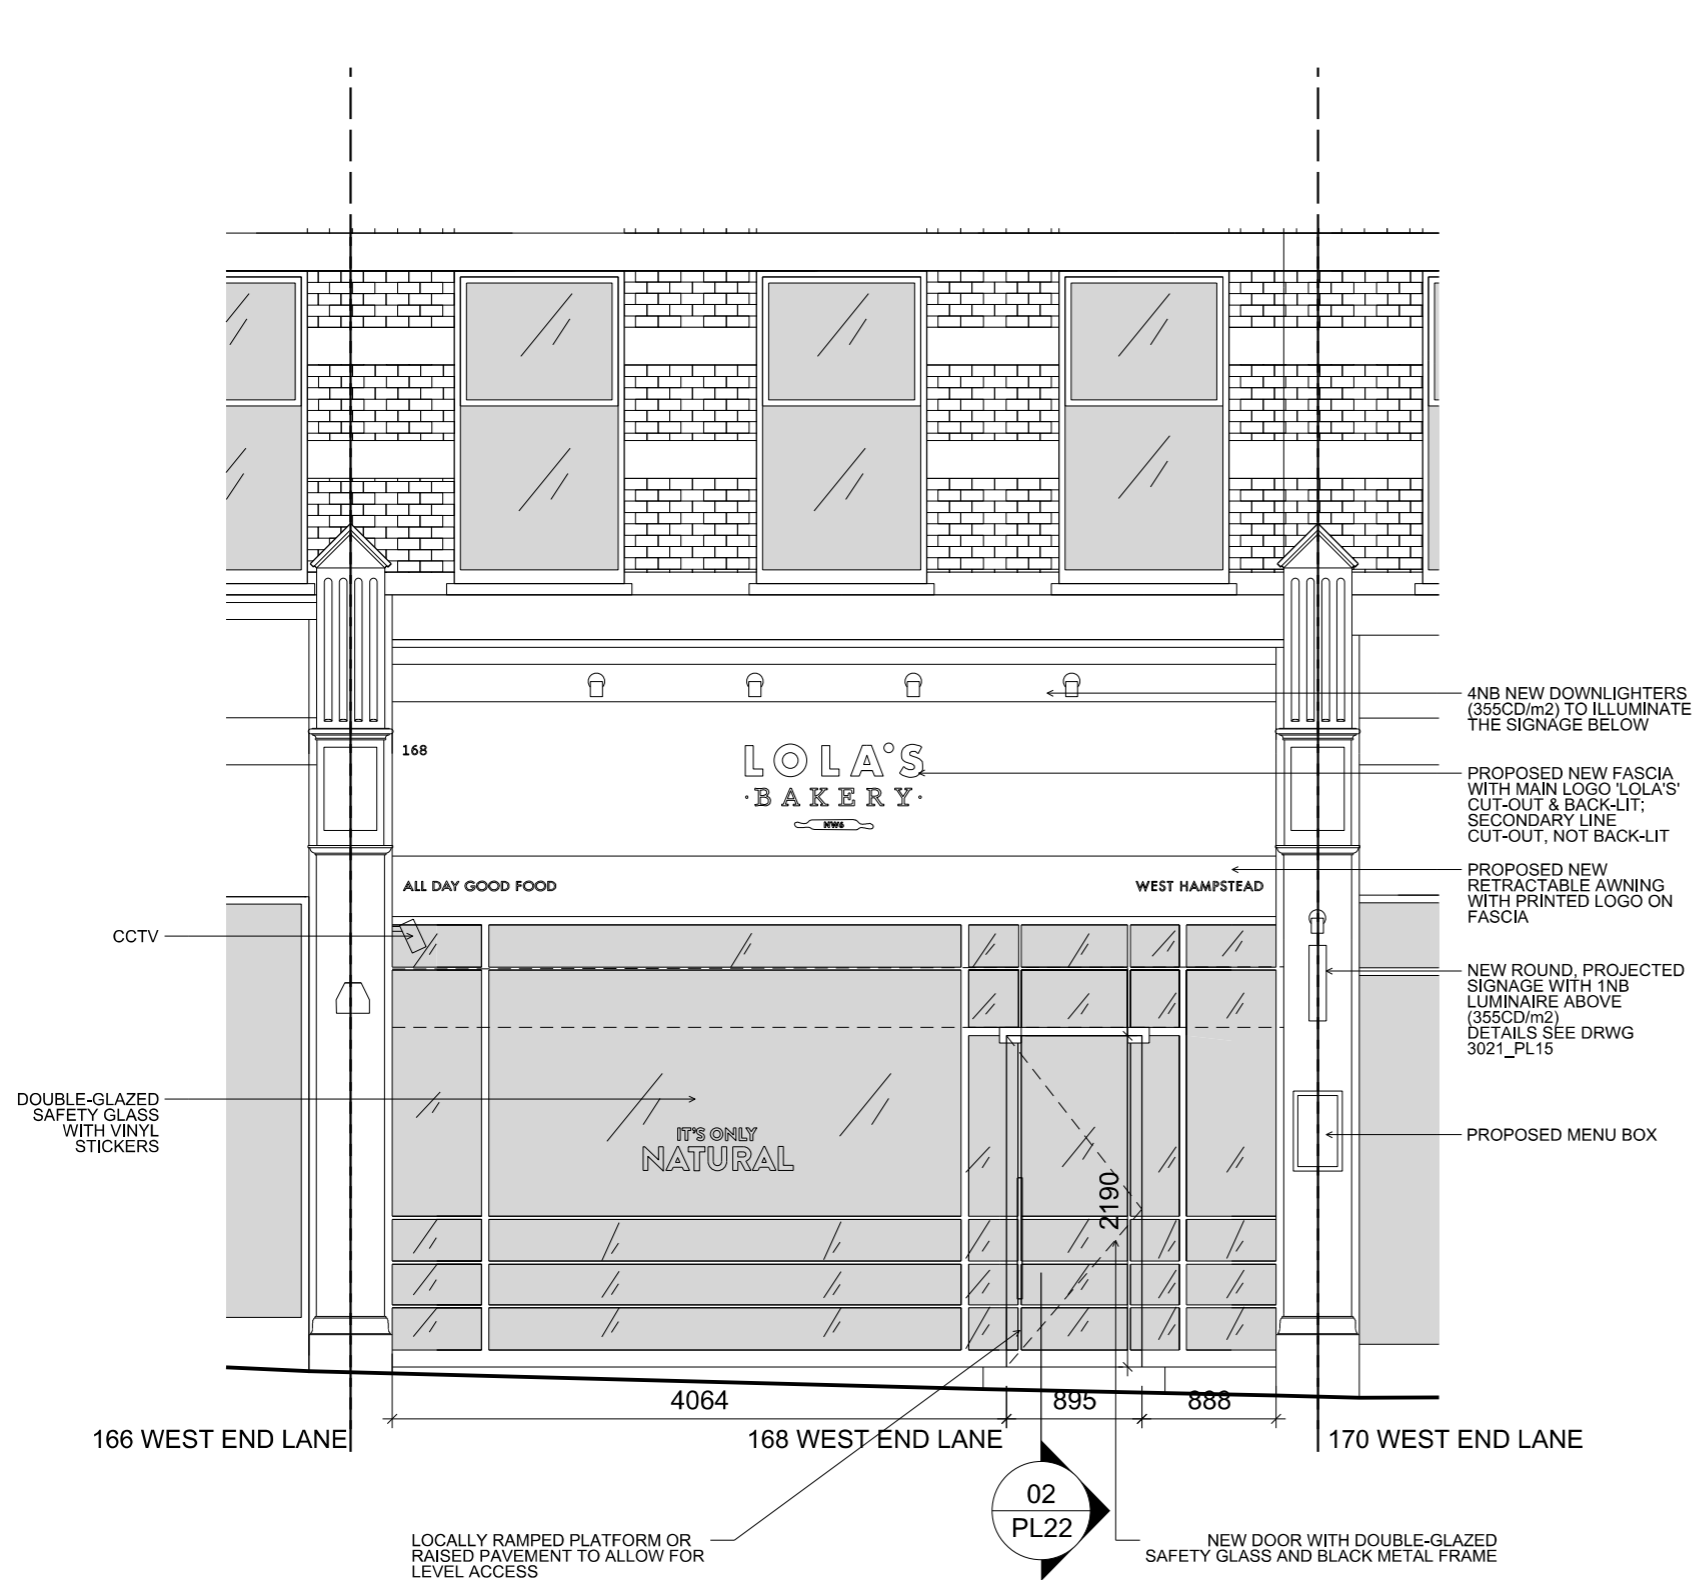 4NB NEW DOWNLIGHTERS
(355CD/m2) TO ILLUMINATE
THE SIGNAGE BELOW
168
LOLA'S
·BAKERY·
NW6
PROPOSED NEW FASCIA
WITH MAIN LOGO 'LOLA'S'
CUT-OUT & BACK-LIT;
SECONDARY LINE
CUT-OUT, NOT BACK-LIT
PROPOSED NEW
RETRACTABLE AWNING
WITH PRINTED LOGO ON
FASCIA
ALL DAY GOOD FOOD
WEST HAMPSTEAD
CCTV
NEW ROUND, PROJECTED
SIGNAGE WITH 1NB
LUMINAIRE ABOVE
(355CD/m2)
DETAILS SEE DRWG
3021_PL15
DOUBLE-GLAZED
SAFETY GLASS
WITH VINYL
STICKERS
IT'S ONLY
NATURAL
PROPOSED MENU BOX
2190
4064
895
888
166 WEST END LANE
168 WEST END LANE
170 WEST END LANE
02
PL22
LOCALLY RAMPED PLATFORM OR
RAISED PAVEMENT TO ALLOW FOR
LEVEL ACCESS
NEW DOOR WITH DOUBLE-GLAZED
SAFETY GLASS AND BLACK METAL FRAME